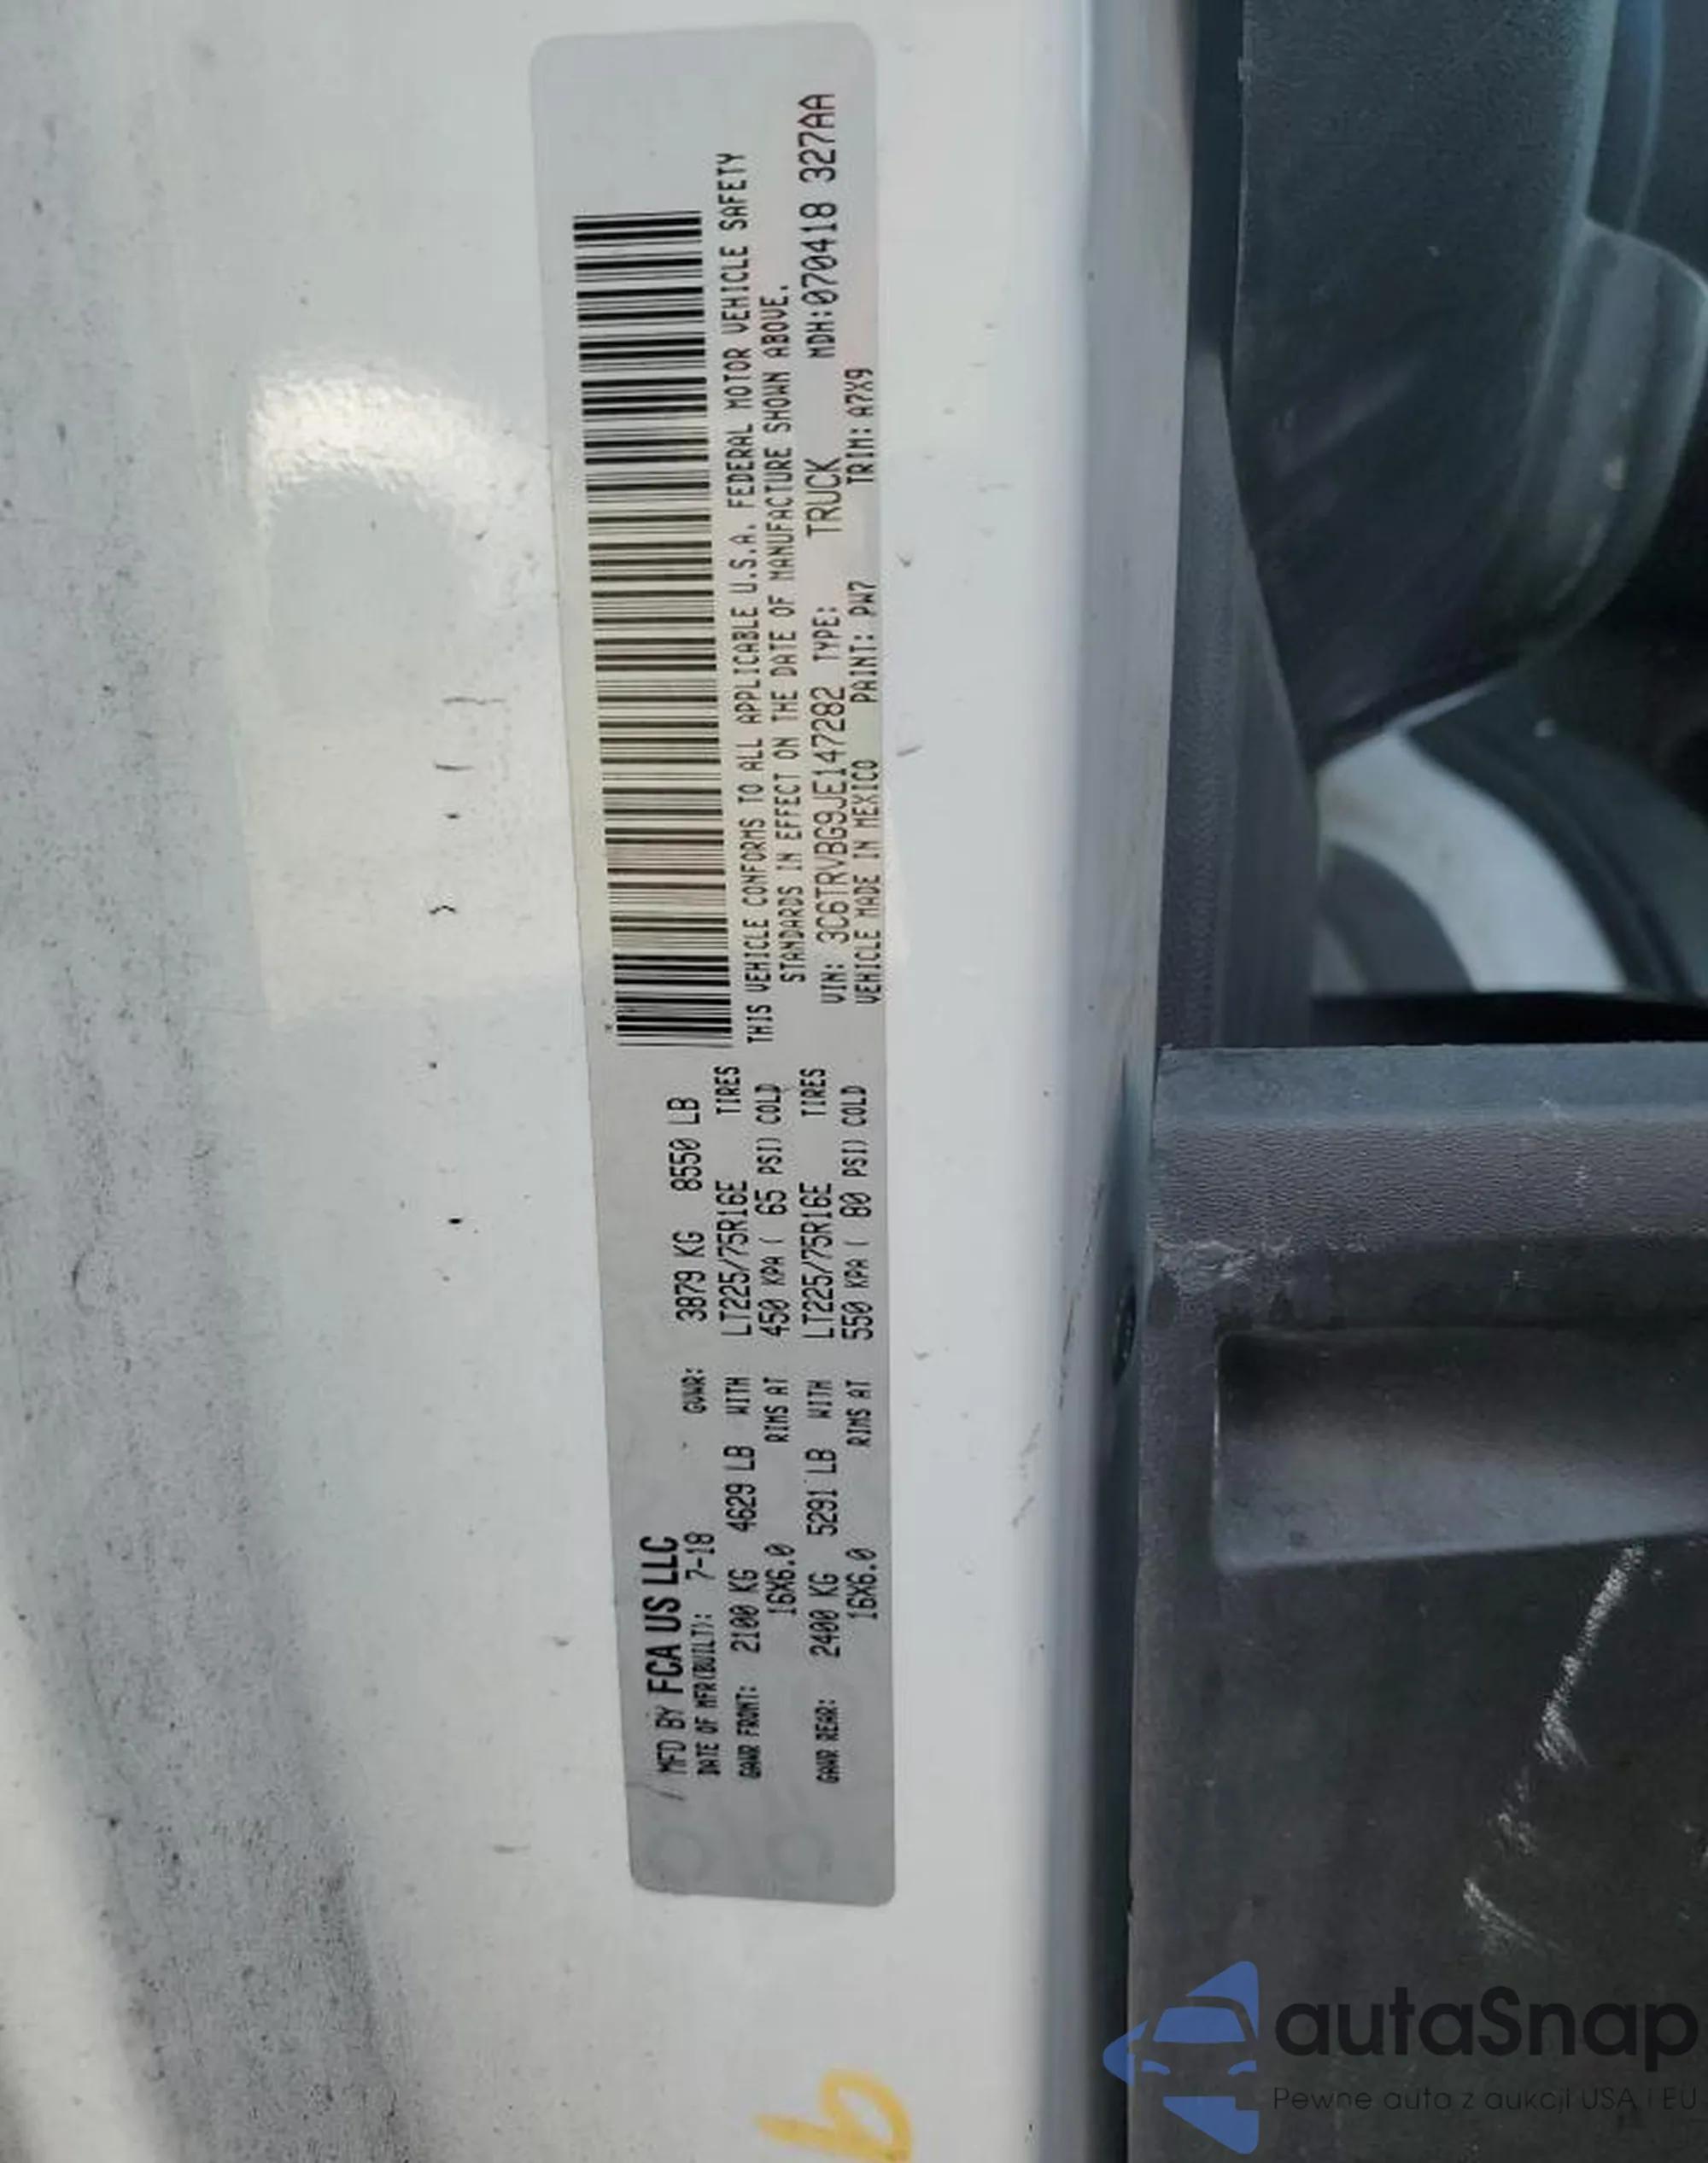 MFD BY FCA US LLC
DATE OF MFR(BUILT): 7-18 GVWR: 3879 KG 8550 LB
GAWR FRONT: 2100 KG 4629 LB WITH LT225/75R16E TIRES
16X6.0 RIMS AT 450 KPA ( 65 PSI) COLD
GAWR REAR: 2400 KG 5291 LB WITH LT225/75R16E TIRES
16X6.0 RIMS AT 550 KPA ( 80 PSI) COLD
THIS VEHICLE CONFORMS TO ALL APPLICABLE U.S.A. FEDERAL MOTOR VEHICLE SAFETY
STANDARDS IN EFFECT ON THE DATE OF MANUFACTURE SHOWN ABOVE.
VIN: 3C6TRVBG9JE147282 TYPE: TRUCK MDH:070418 327AA
VEHICLE MADE IN MEXICO PAINT: PW7 TRIM: A7X9
9
autaSnap
Pewne auta z aukcji USA i EU